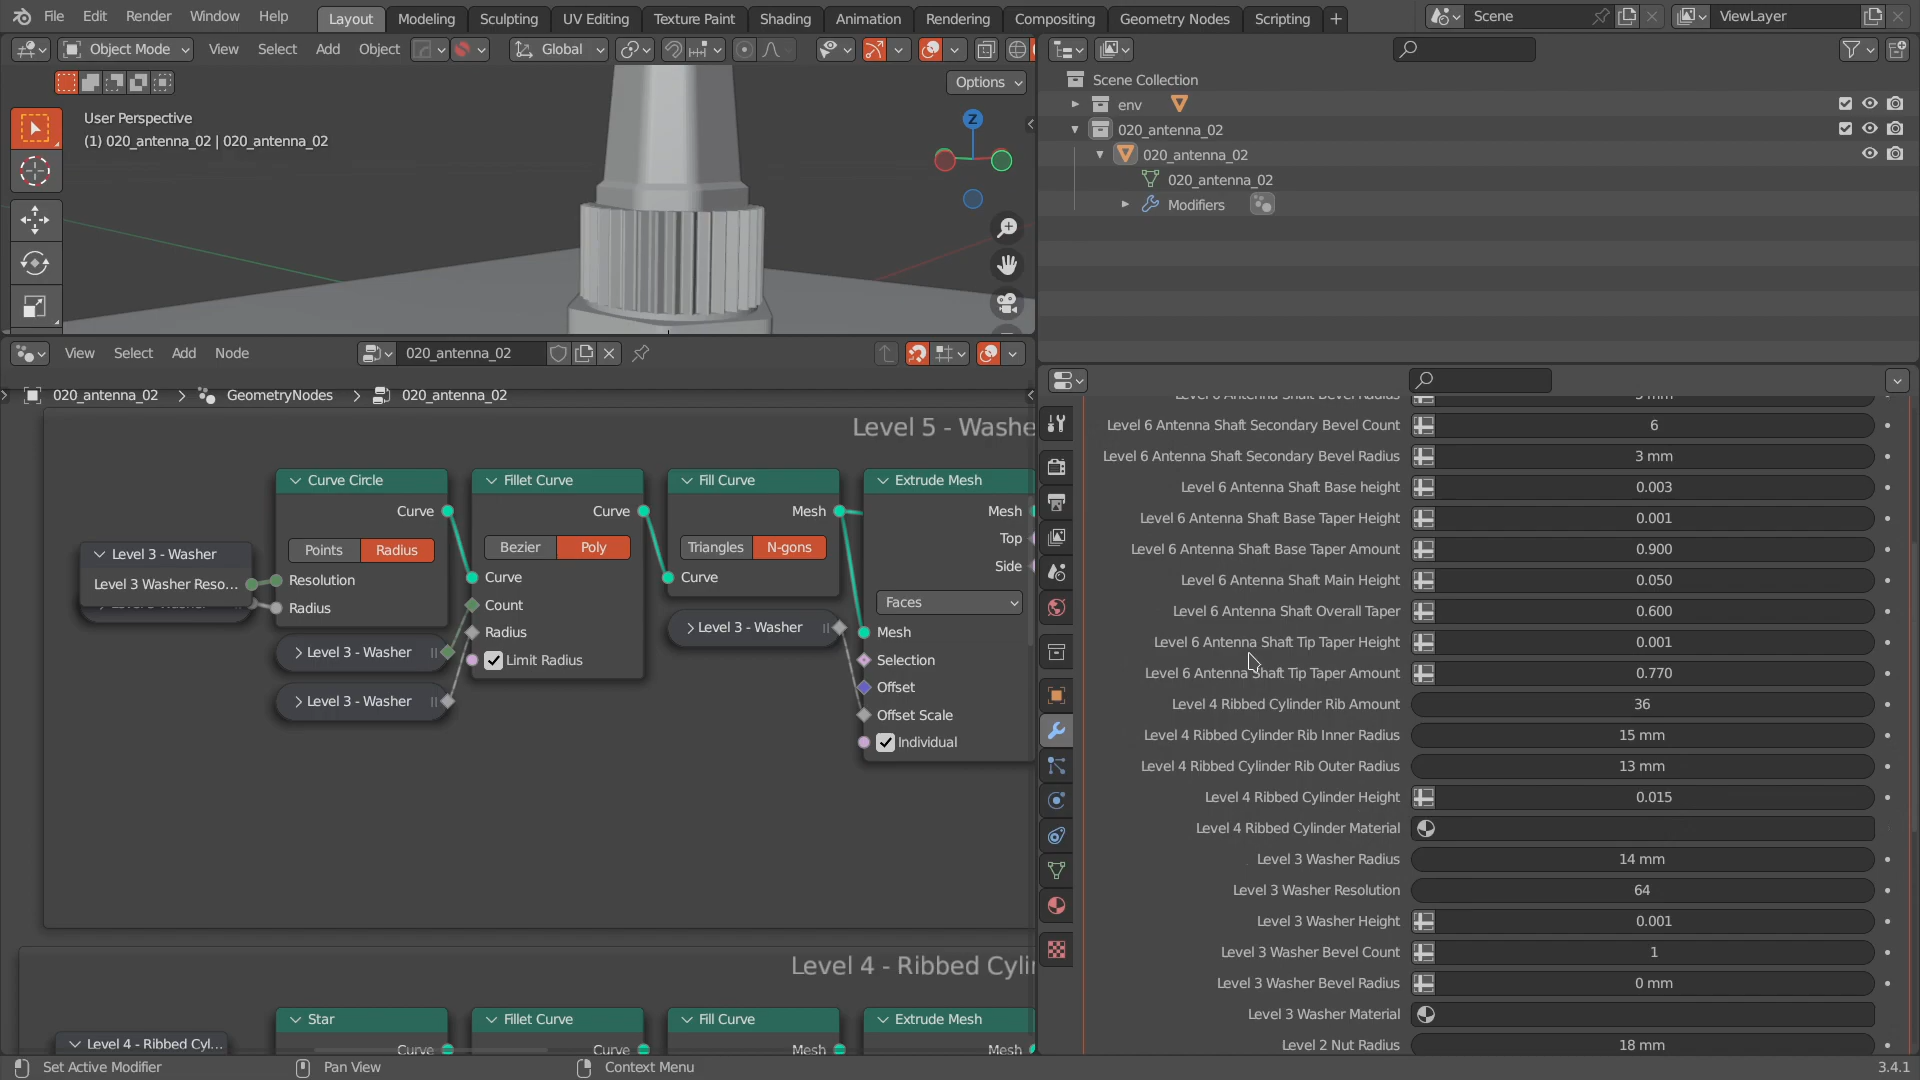 File Edit Render Window Help Layout Modeling Sculpting UV Editing Texture Paint Shading Animation Rendering Compositing Geometry Nodes Scripting + Scene ViewLayer
Object Mode View Select Add Object Global
Options
User Perspective
(1) 020_antenna_02 | 020_antenna_02
Z
Scene Collection
env
020_antenna_02
020_antenna_02
020_antenna_02
Modifiers
View Select Add Node 020_antenna_02
020_antenna_02 > GeometryNodes > 020_antenna_02
Level 5 - Washe
Curve Circle
Curve
Points Radius
Resolution
Radius
Level 3 - Washer
Level 3 Washer Reso...
Level 3 - Washer
Level 3 - Washer
Fillet Curve
Curve
Bezier Poly
Curve
Count
Radius
Limit Radius
Fill Curve
Mesh
Triangles N-gons
Curve
Level 3 - Washer
Extrude Mesh
Mesh
Top
Side
Faces
Mesh
Selection
Offset
Offset Scale
Individual
Level 4 - Ribbed Cyli
Level 4 - Ribbed Cyl...
Star
Curve
Fillet Curve
Curve
Fill Curve
Mesh
Extrude Mesh
Mesh
Level 6 Antenna Shaft Bevel Radius 3 mm
Level 6 Antenna Shaft Secondary Bevel Count 6
Level 6 Antenna Shaft Secondary Bevel Radius 3 mm
Level 6 Antenna Shaft Base height 0.003
Level 6 Antenna Shaft Base Taper Height 0.001
Level 6 Antenna Shaft Base Taper Amount 0.900
Level 6 Antenna Shaft Main Height 0.050
Level 6 Antenna Shaft Overall Taper 0.600
Level 6 Antenna Shaft Tip Taper Height 0.001
Level 6 Antenna Shaft Tip Taper Amount 0.770
Level 4 Ribbed Cylinder Rib Amount 36
Level 4 Ribbed Cylinder Rib Inner Radius 15 mm
Level 4 Ribbed Cylinder Rib Outer Radius 13 mm
Level 4 Ribbed Cylinder Height 0.015
Level 4 Ribbed Cylinder Material
Level 3 Washer Radius 14 mm
Level 3 Washer Resolution 64
Level 3 Washer Height 0.001
Level 3 Washer Bevel Count 1
Level 3 Washer Bevel Radius 0 mm
Level 3 Washer Material
Level 2 Nut Radius 18 mm
Set Active Modifier Pan View Context Menu 3.4.1